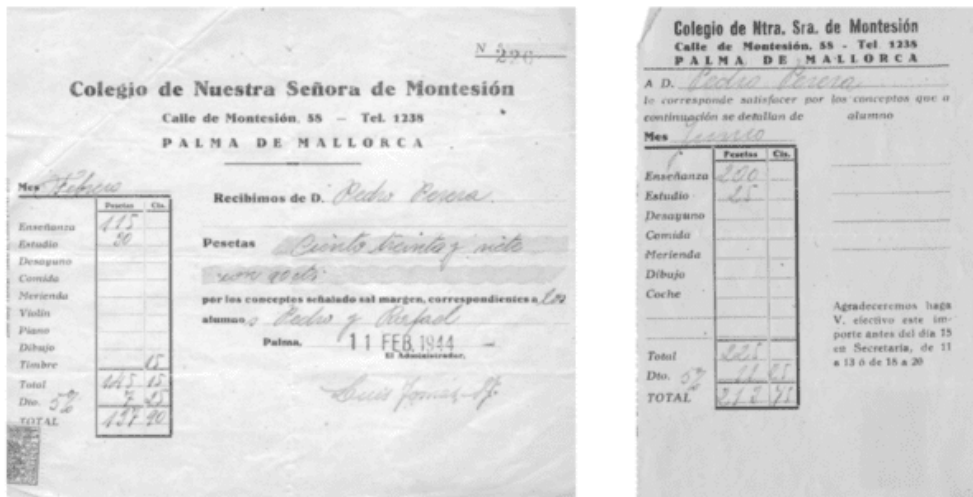 N 226
Colegio de Nuestra Señora de Montesión
Calle de Montesión. 88 — Tel. 1238
PALMA DE MALLORCA
Mes Febrero
Pesetas Cts.
Enseñanza 115
Estudio 30
Desayuno
Comida
Merienda
Violín
Piano
Dibujo
Timbre 15
Total 145 15
Dto. 5% 7 25
TOTAL 137 90
Recibimos de D. Pedro Perera.
Pesetas Ciento treinta y siete
con
por los conceptos señalado sal margen, correspondientes a los
alumnos Pedro y Rafael
Palma, 11 FEB. 1944
El Administrador,
Luis
Colegio de Ntra. Sra. de Montesión
Calle de Montesión. 88 - Tel 1238
PALMA DE MALLORCA
A D. Pedro Perera
le corresponde satisfacer por los conceptos que a
continuación se detallan de alumno
Mes Junio
Pesetas Cts.
Enseñanza 200
Estudio 25
Desayuno
Comida
Merienda
Dibujo
Coche
Total 225
Dto. 5% 11 25
TOTAL 213 75
Agradeceremos haga
V. efectivo este im-
porte antes del dia 15
en Secretaría, de 11
a 13 ó de 18 a 20